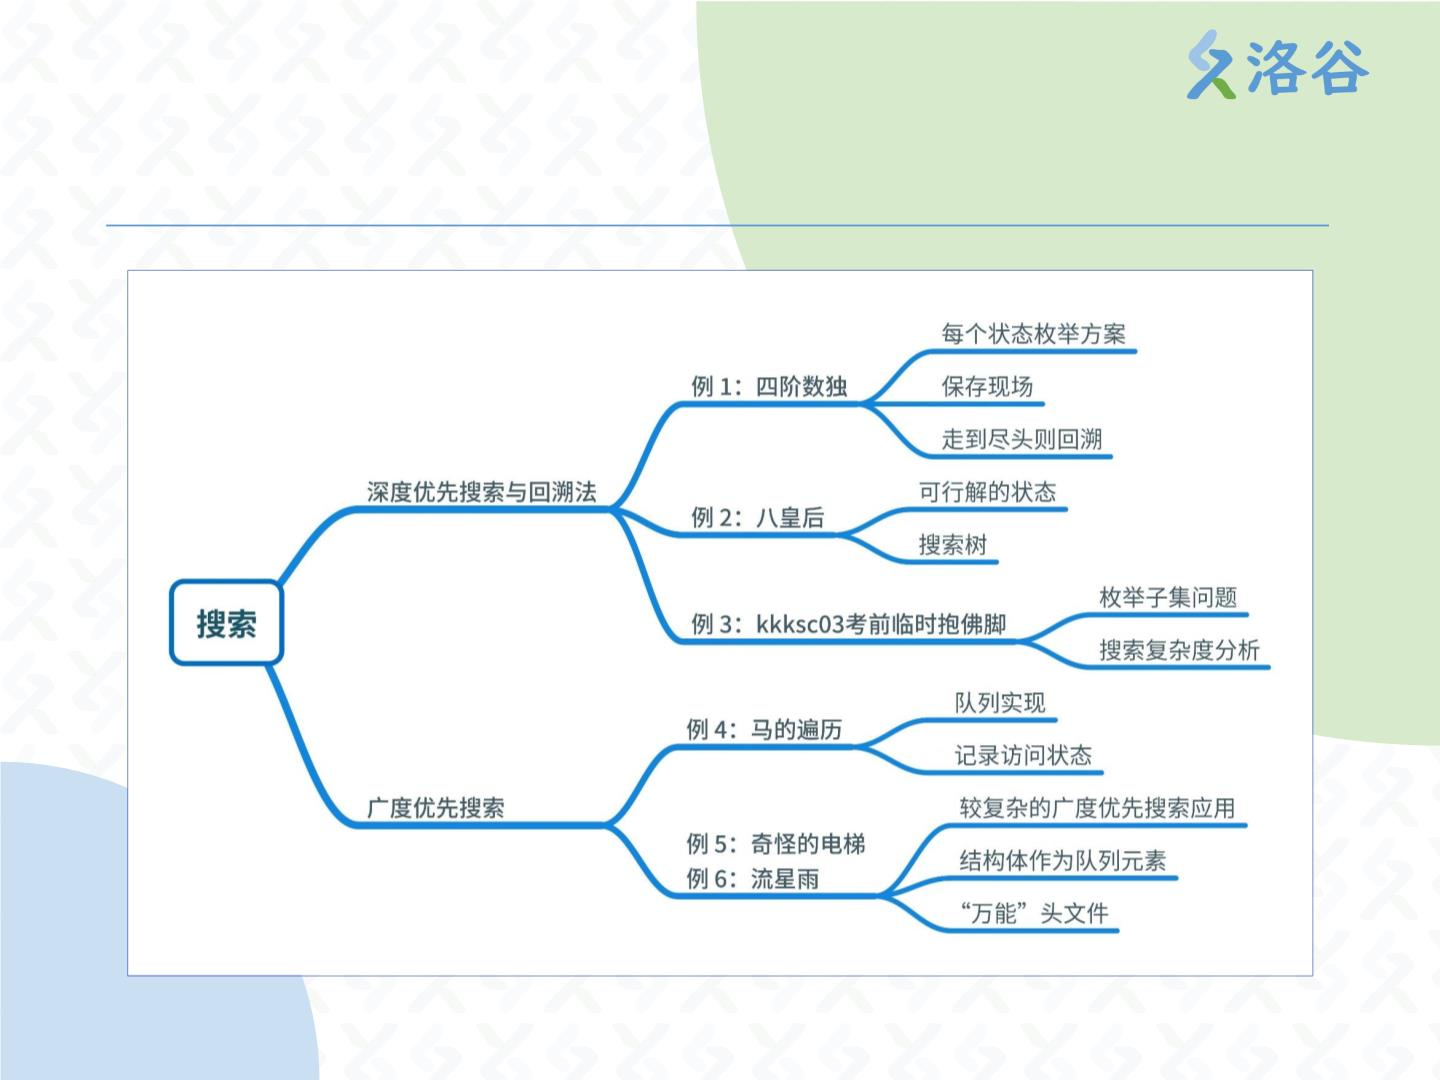 洛谷
搜索
深度优先搜索与回溯法
例 1：四阶数独
每个状态枚举方案
保存现场
走到尽头则回溯
例 2：八皇后
可行解的状态
搜索树
例 3：kkksc03考前临时抱佛脚
枚举子集问题
搜索复杂度分析
广度优先搜索
例 4：马的遍历
队列实现
记录访问状态
例 5：奇怪的电梯
例 6：流星雨
较复杂的广度优先搜索应用
结构体作为队列元素
“万能”头文件